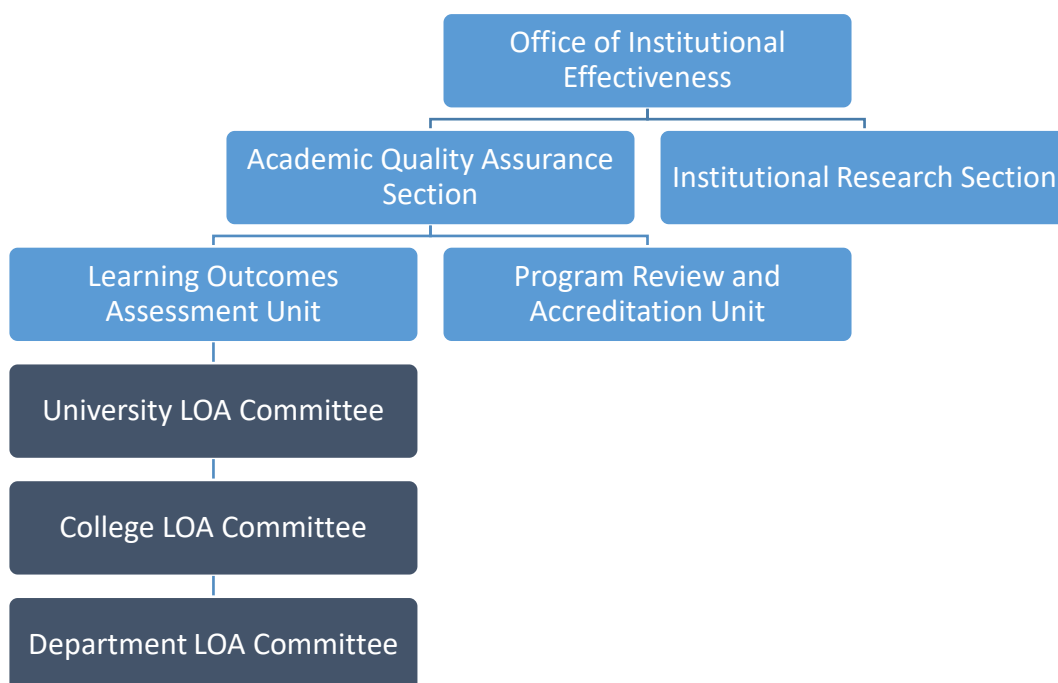 Office of Institutional
Effectiveness
Academic Quality Assurance
Section
Institutional Research Section
Learning Outcomes
Assessment Unit
Program Review and
Accreditation Unit
University LOA Committee
College LOA Committee
Department LOA Committee